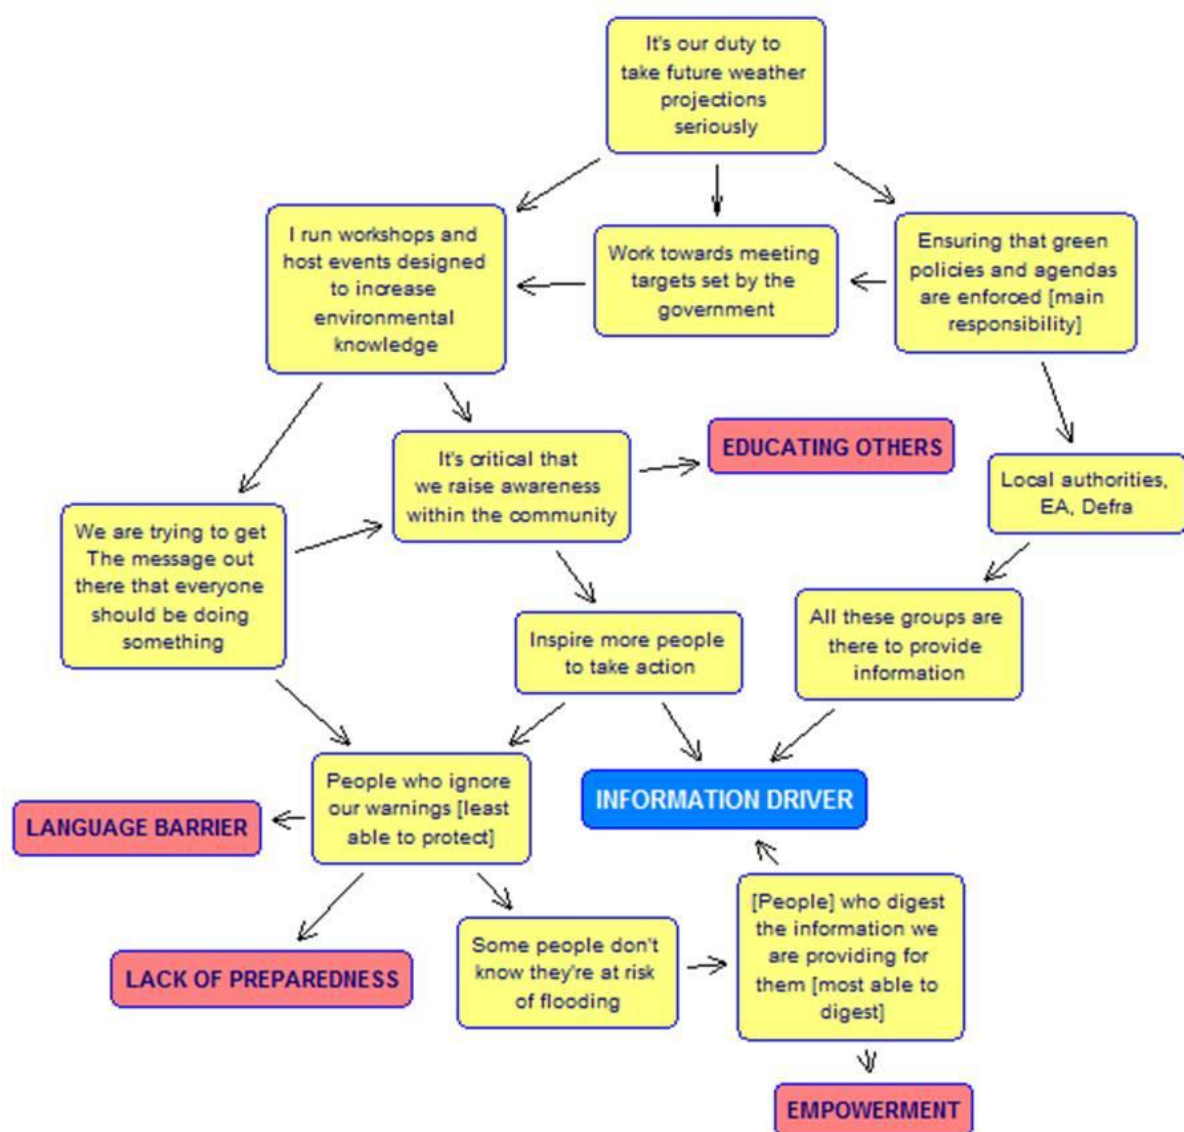 It's our duty to
take future weather
projections
seriously
I run workshops and
host events designed
to increase
environmental
knowledge
Work towards meeting
targets set by the
government
Ensuring that green
policies and agendas
are enforced [main
responsibility]
EDUCATING OTHERS
It's critical that
we raise awareness
within the community
Local authorities,
EA, Defra
We are trying to get
The message out
there that everyone
should be doing
something
Inspire more people
to take action
All these groups are
there to provide
information
People who ignore
our warnings [least
able to protect]
INFORMATION DRIVER
LANGUAGE BARRIER
[People] who digest
the information we
are providing for
them [most able to
digest]
Some people don't
know they're at risk
of flooding
LACK OF PREPAREDNESS
EMPOWERMENT